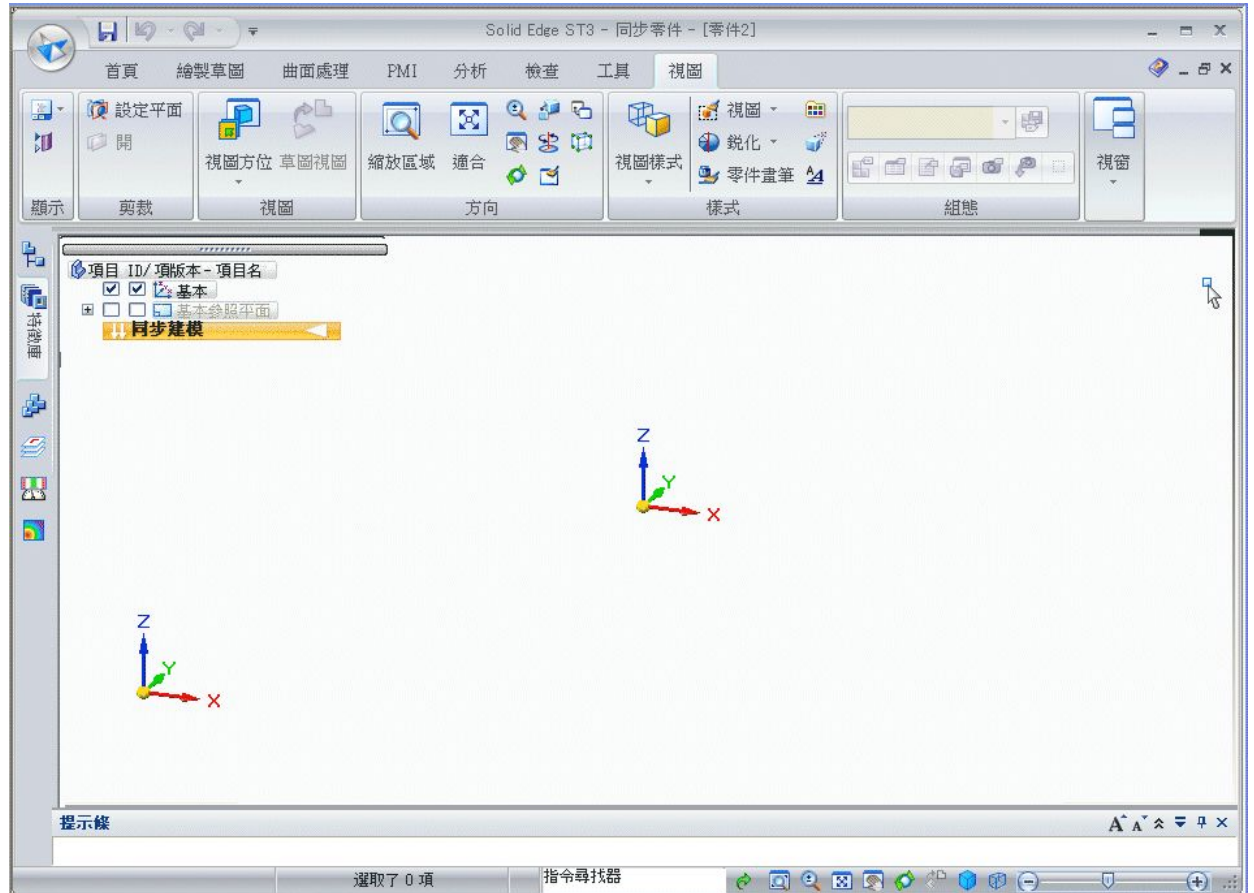 Solid Edge ST3 - 同步零件 - [零件2]
首頁 繪製草圖 曲面處理 PMI 分析 檢查 工具 視圖
設定平面
開
視圖方位
草圖視圖
縮放區域
適合
視圖樣式
視圖
銳化
零件畫筆
視窗
顯示 剪裁 視圖 方向 樣式 組態
特徵庫
項目 ID/項版本 - 項目名
基本
基本參照平面
同步建模
Z
Y
X
Z
Y
X
提示條
選取了 0 項
指令尋找器